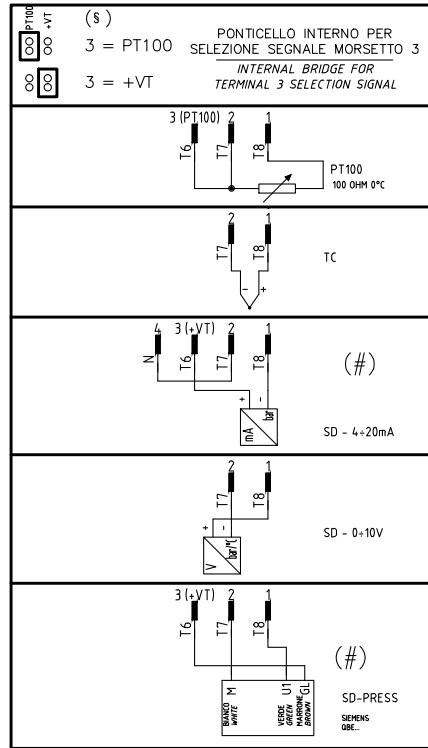 PT100
+VT
(§)
3 = PT100
3 = +VT
PONTICELLO INTERNO PER
SELEZIONE SEGNALE MORSETTO 3
INTERNAL BRIDGE FOR
TERMINAL 3 SELECTION SIGNAL
3 (PT100) 2 1
T6 T7 T8
PT100
100 OHM 0°C
2 1
T7 T8
- +
TC
4 3 (+VT) 2 1
N T6 T7 T8
(#)
+ -
mA bar
SD - 4÷20mA
2 1
T7 T8
+ -
V bar/°C
SD - 0÷10V
3 (+VT) 2 1
T6 T7 T8
(#)
M U1 GL
BIANCO
WHITE
VERDE
GREEN
MARRONE
BROWN
SD-PRESS
SIEMENS
QBE...